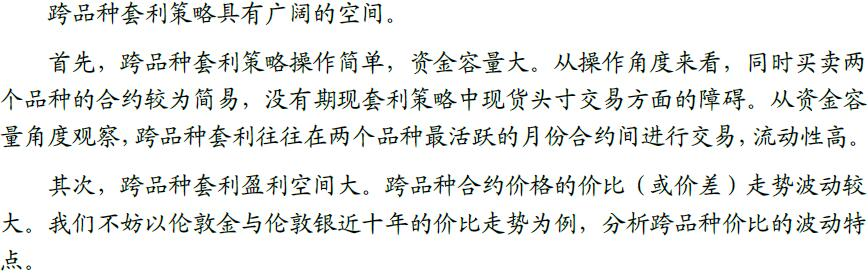 跨品种套利策略具有广阔的空间。
首先，跨品种套利策略操作简单，资金容量大。从操作角度来看，同时买卖两
个品种的合约较为简易，没有期现套利策略中现货头寸交易方面的障碍。从资金容
量角度观察，跨品种套利往往在两个品种最活跃的月份合约间进行交易，流动性高。
其次，跨品种套利盈利空间大。跨品种合约价格的价比（或价差）走势波动较
大。我们不妨以伦敦金与伦敦银近十年的价比走势为例，分析跨品种价比的波动特
点。